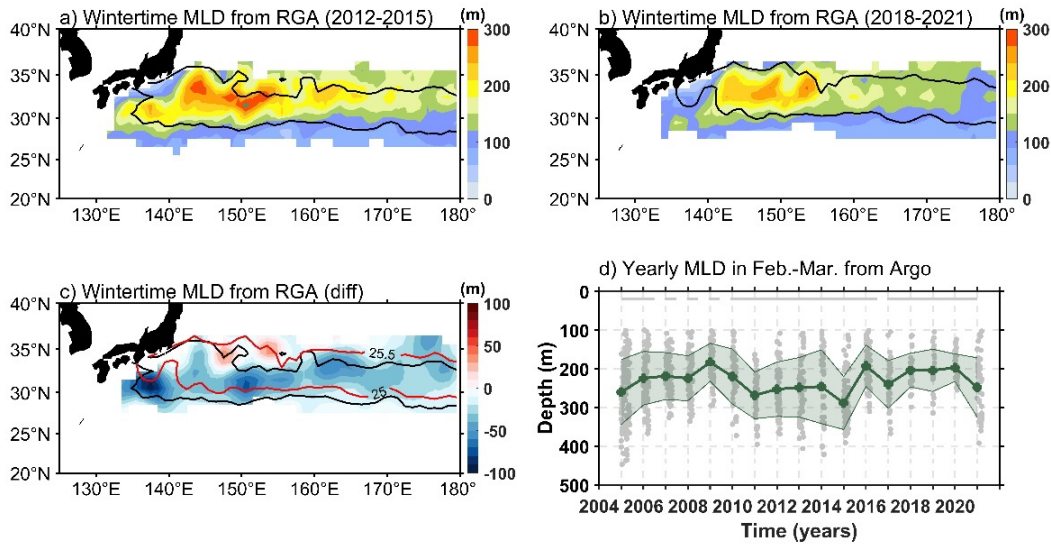 a) Wintertime MLD from RGA (2012-2015)
(m)
40°N
35°N
30°N
25°N
20°N
130°E
140°E
150°E
160°E
170°E
180°
300
200
100
0
b) Wintertime MLD from RGA (2018-2021)
(m)
40°N
35°N
30°N
25°N
20°N
130°E
140°E
150°E
160°E
170°E
180°
300
200
100
0
c) Wintertime MLD from RGA (diff)
(m)
40°N
35°N
30°N
25°N
20°N
25.5
25
130°E
140°E
150°E
160°E
170°E
180°
100
50
0
-50
-100
d) Yearly MLD in Feb.-Mar. from Argo
Depth (m)
0
100
200
300
400
500
2004 2006 2008 2010 2012 2014 2016 2018 2020
Time (years)